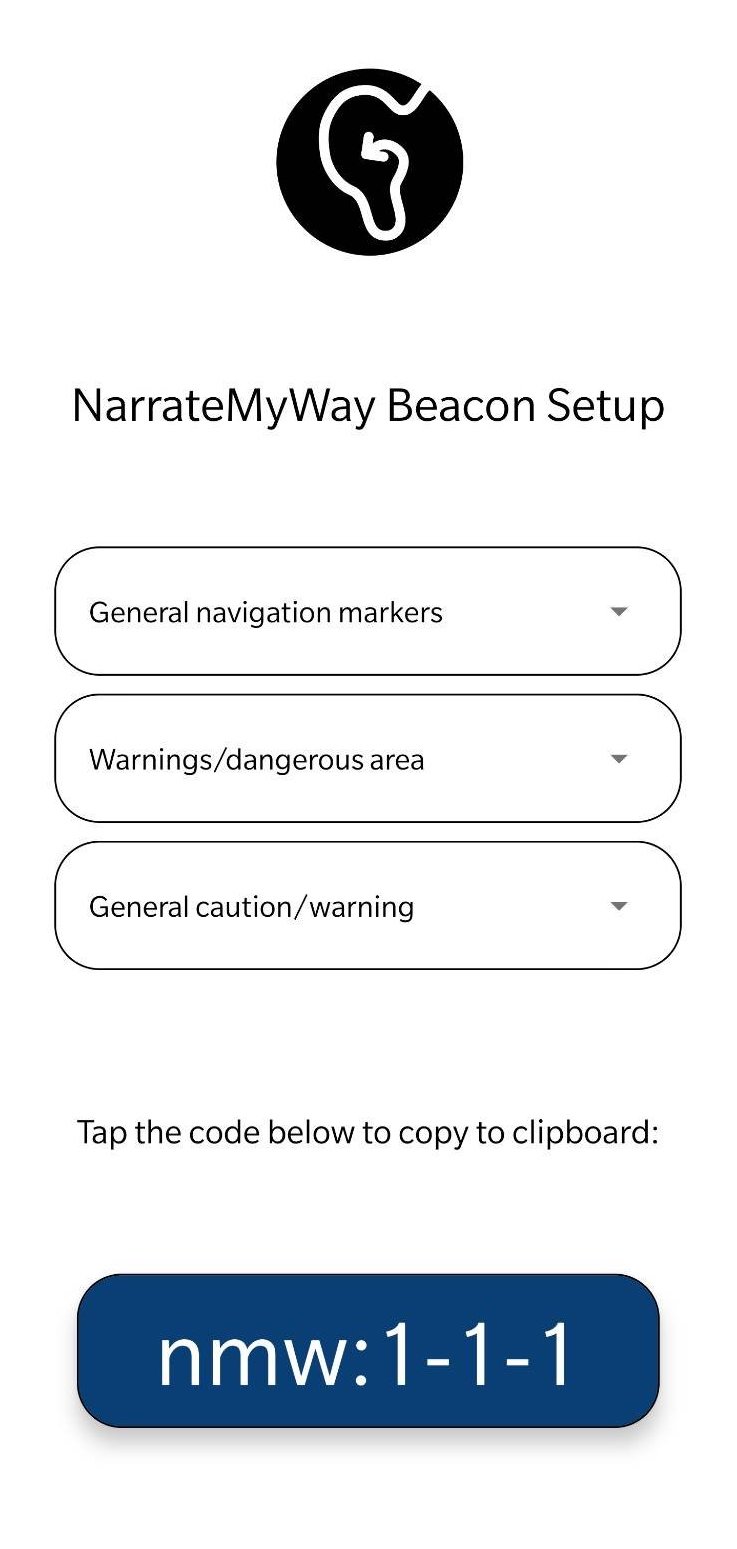 NarrateMyWay Beacon Setup
General navigation markers
Warnings/dangerous area
General caution/warning
Tap the code below to copy to clipboard:
nmw:1-1-1